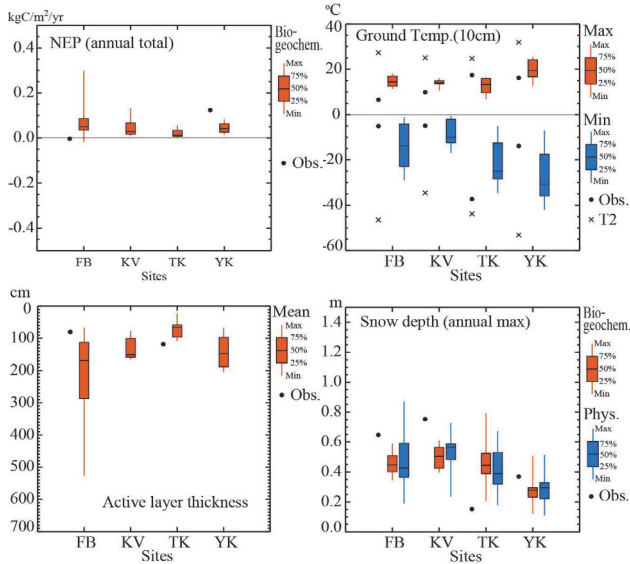 kgC/m²/yr
NEP (annual total)
0.4
0.2
0.0
-0.2
-0.4
FB KV TK YK
Sites
Bio-
geochem.
Max
75%
50%
25%
Min
Obs.
ºC
Ground Temp.(10cm)
40
20
0
-20
-40
-60
FB KV TK YK
Sites
Max
Max
75%
50%
25%
Min
Min
Max
75%
50%
25%
Min
Obs.
× T2
cm
0
100
200
300
400
500
600
700
Active layer thickness
FB KV TK YK
Sites
Mean
Max
75%
50%
25%
Min
Obs.
m
Snow depth (annual max)
1.4
1.2
1.0
0.8
0.6
0.4
0.2
0.0
FB KV TK YK
Sites
Bio-
geochem.
Max
75%
50%
25%
Min
Phys.
Max
75%
50%
25%
Min
Obs.